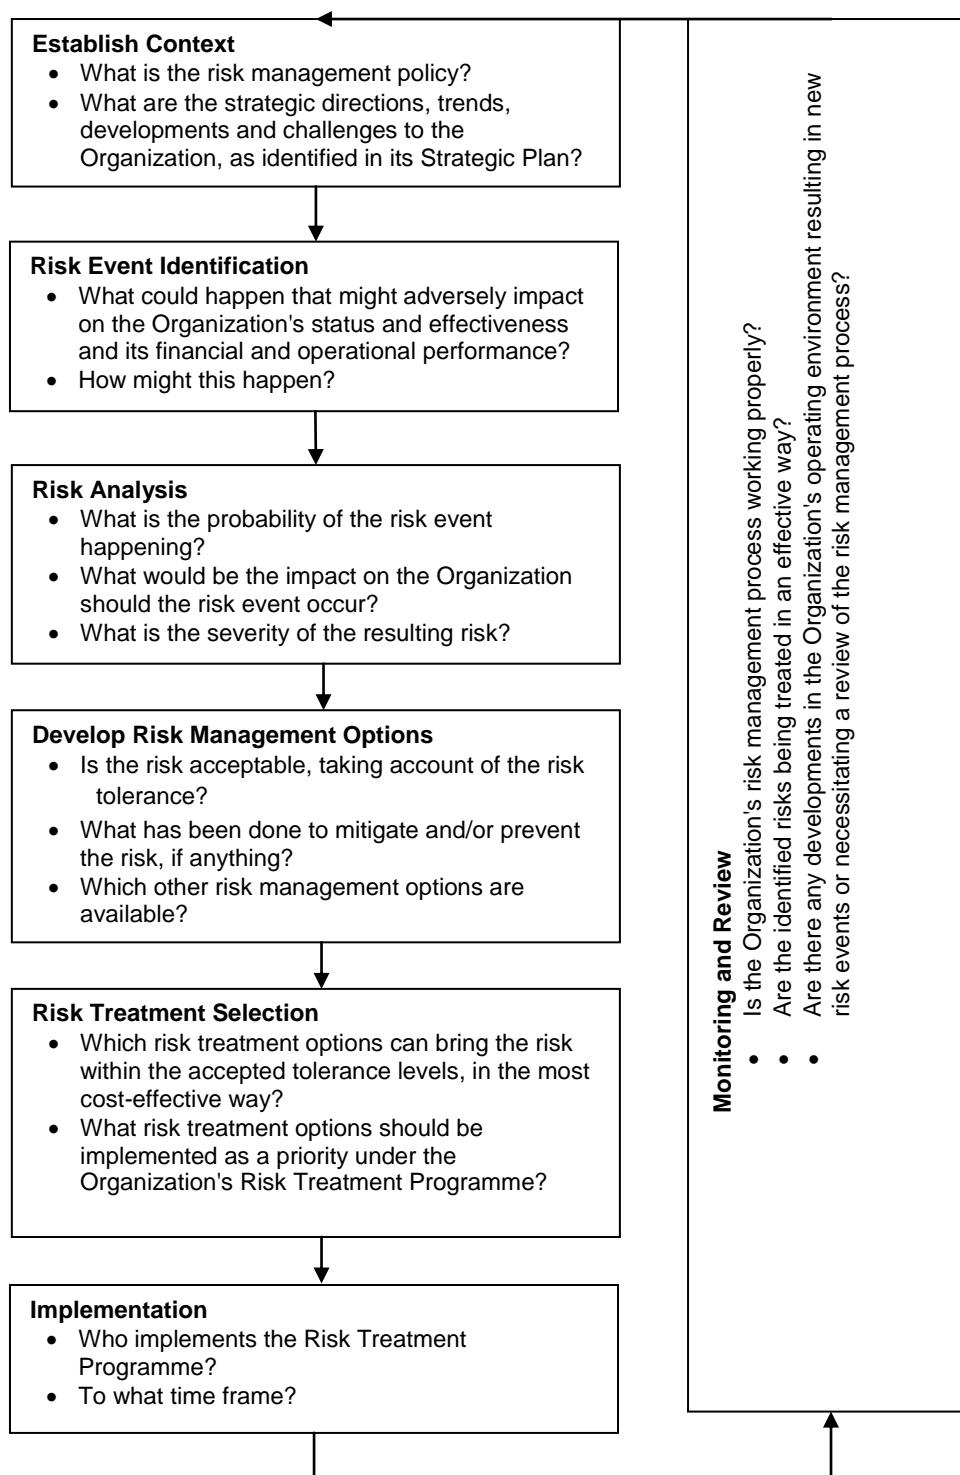 Establish Context
• What is the risk management policy?
• What are the strategic directions, trends,
developments and challenges to the
Organization, as identified in its Strategic Plan?
Risk Event Identification
• What could happen that might adversely impact
on the Organization's status and effectiveness
and its financial and operational performance?
• How might this happen?
Risk Analysis
• What is the probability of the risk event
happening?
• What would be the impact on the Organization
should the risk event occur?
• What is the severity of the resulting risk?
Develop Risk Management Options
• Is the risk acceptable, taking account of the risk
tolerance?
• What has been done to mitigate and/or prevent
the risk, if anything?
• Which other risk management options are
available?
Risk Treatment Selection
• Which risk treatment options can bring the risk
within the accepted tolerance levels, in the most
cost-effective way?
• What risk treatment options should be
implemented as a priority under the
Organization's Risk Treatment Programme?
Implementation
• Who implements the Risk Treatment
Programme?
• To what time frame?
Monitoring and Review
• Is the Organization's risk management process working properly?
• Are the identified risks being treated in an effective way?
• Are there any developments in the Organization's operating environment resulting in new
risk events or necessitating a review of the risk management process?